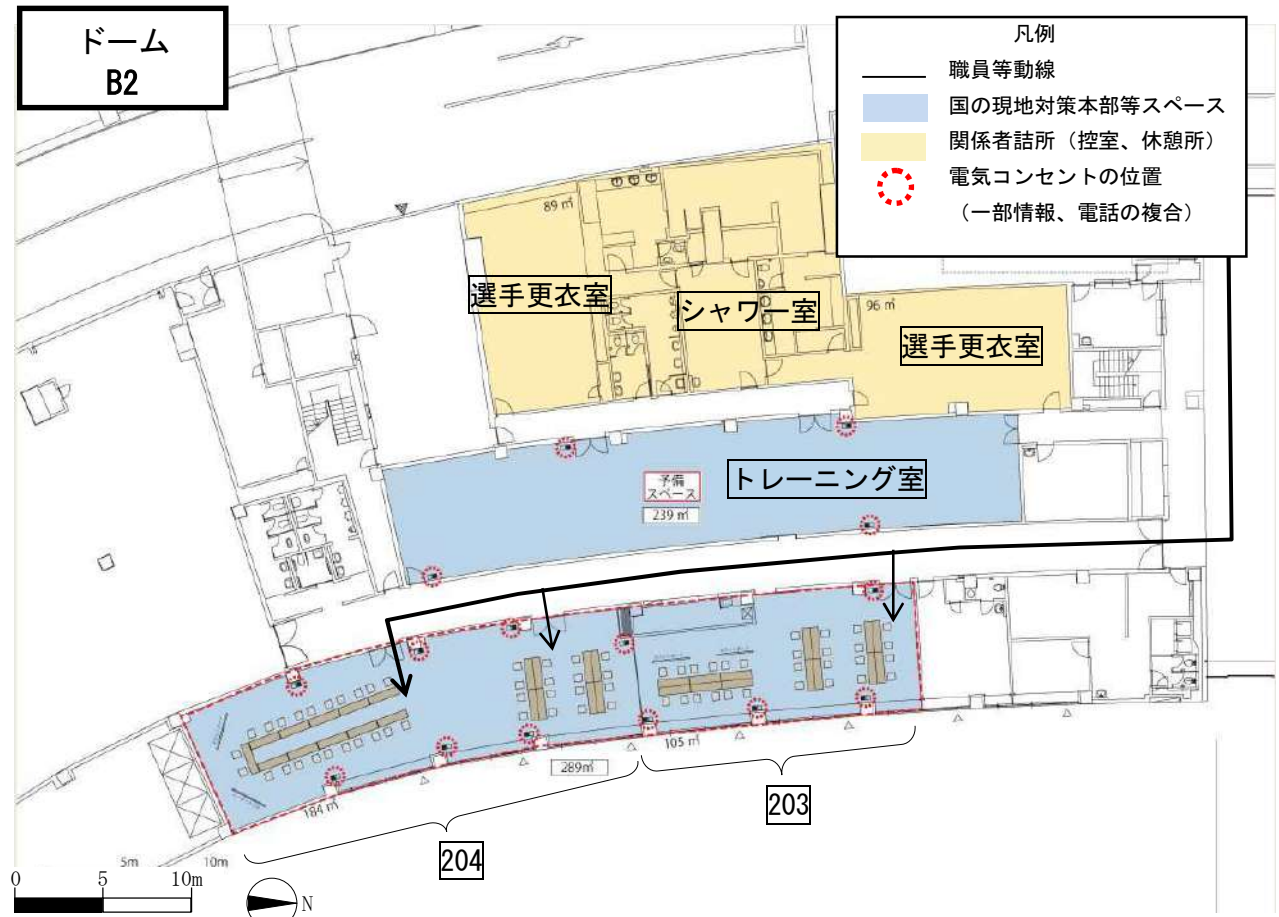 ドーム
B2
凡例
職員等動線
国の現地対策本部等スペース
関係者詰所（控室、休憩所）
電気コンセントの位置
（一部情報、電話の複合）
89㎡
選手更衣室
シャワー室
96㎡
選手更衣室
予備
スペース
239㎡
トレーニング室
105㎡
289㎡
184㎡
203
204
5m
10m
0
5
10m
N